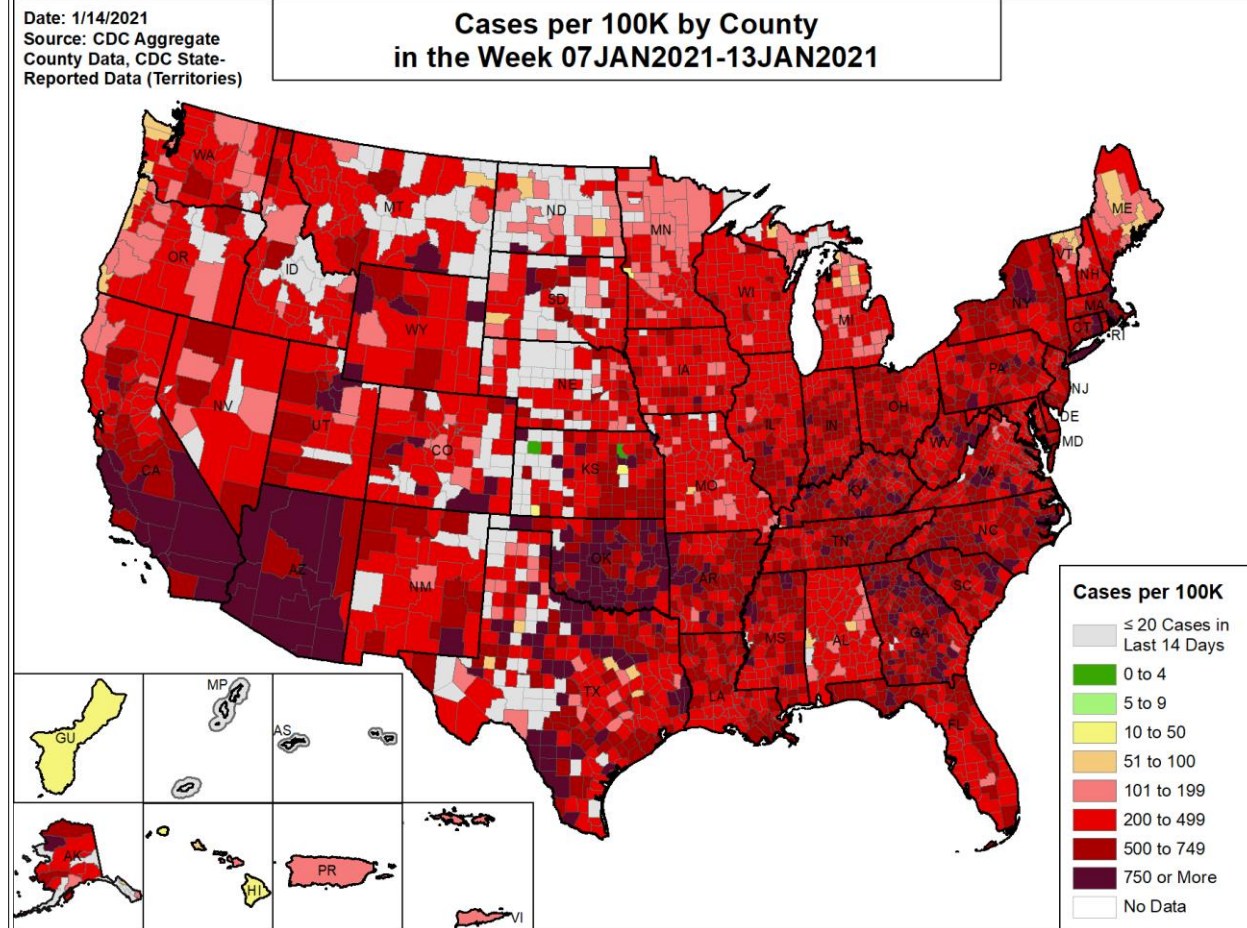 Date: 1/14/2021
Source: CDC Aggregate
County Data, CDC State-
Reported Data (Territories)
Cases per 100K by County
in the Week 07JAN2021-13JAN2021
WA
MT
ND
MN
ME
OR
ID
SD
WI
VT
NH
NY
MA
CT
RI
WY
MI
IA
NE
PA
NJ
NV
UT
CO
IL
IN
OH
DE
MD
CA
KS
MO
WV
VA
KY
AZ
NM
OK
AR
TN
NC
SC
MS
AL
GA
TX
LA
FL
GU
MP
AS
AK
HI
PR
VI
Cases per 100K
≤ 20 Cases in
Last 14 Days
0 to 4
5 to 9
10 to 50
51 to 100
101 to 199
200 to 499
500 to 749
750 or More
No Data